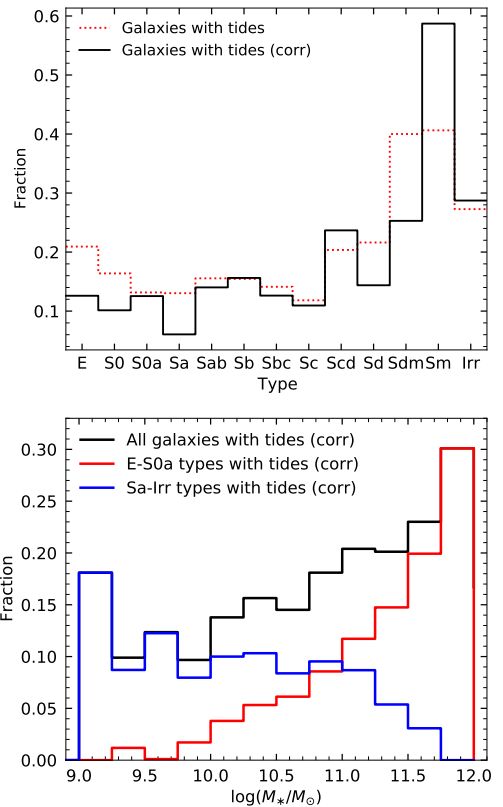 0.6
0.5
0.4
0.3
0.2
0.1
Fraction
Galaxies with tides
Galaxies with tides (corr)
E S0 S0a Sa Sab Sb Sbc Sc Scd Sd Sdm Sm Irr
Type
0.30
0.25
0.20
0.15
0.10
0.05
0.00
Fraction
All galaxies with tides (corr)
E-S0a types with tides (corr)
Sa-Irr types with tides (corr)
9.0 9.5 10.0 10.5 11.0 11.5 12.0
log(M∗/M⊙)